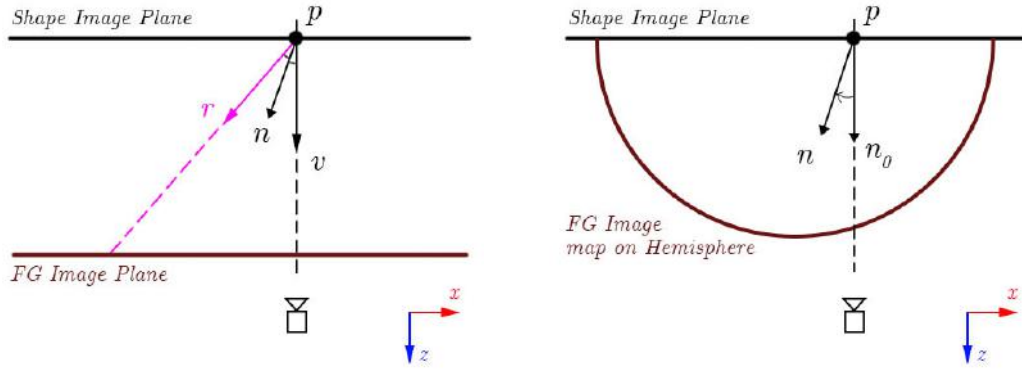 Shape Image Plane
p
r
n
v
FG Image Plane
x
z
Shape Image Plane
p
n
n0
FG Image
map on Hemisphere
x
z